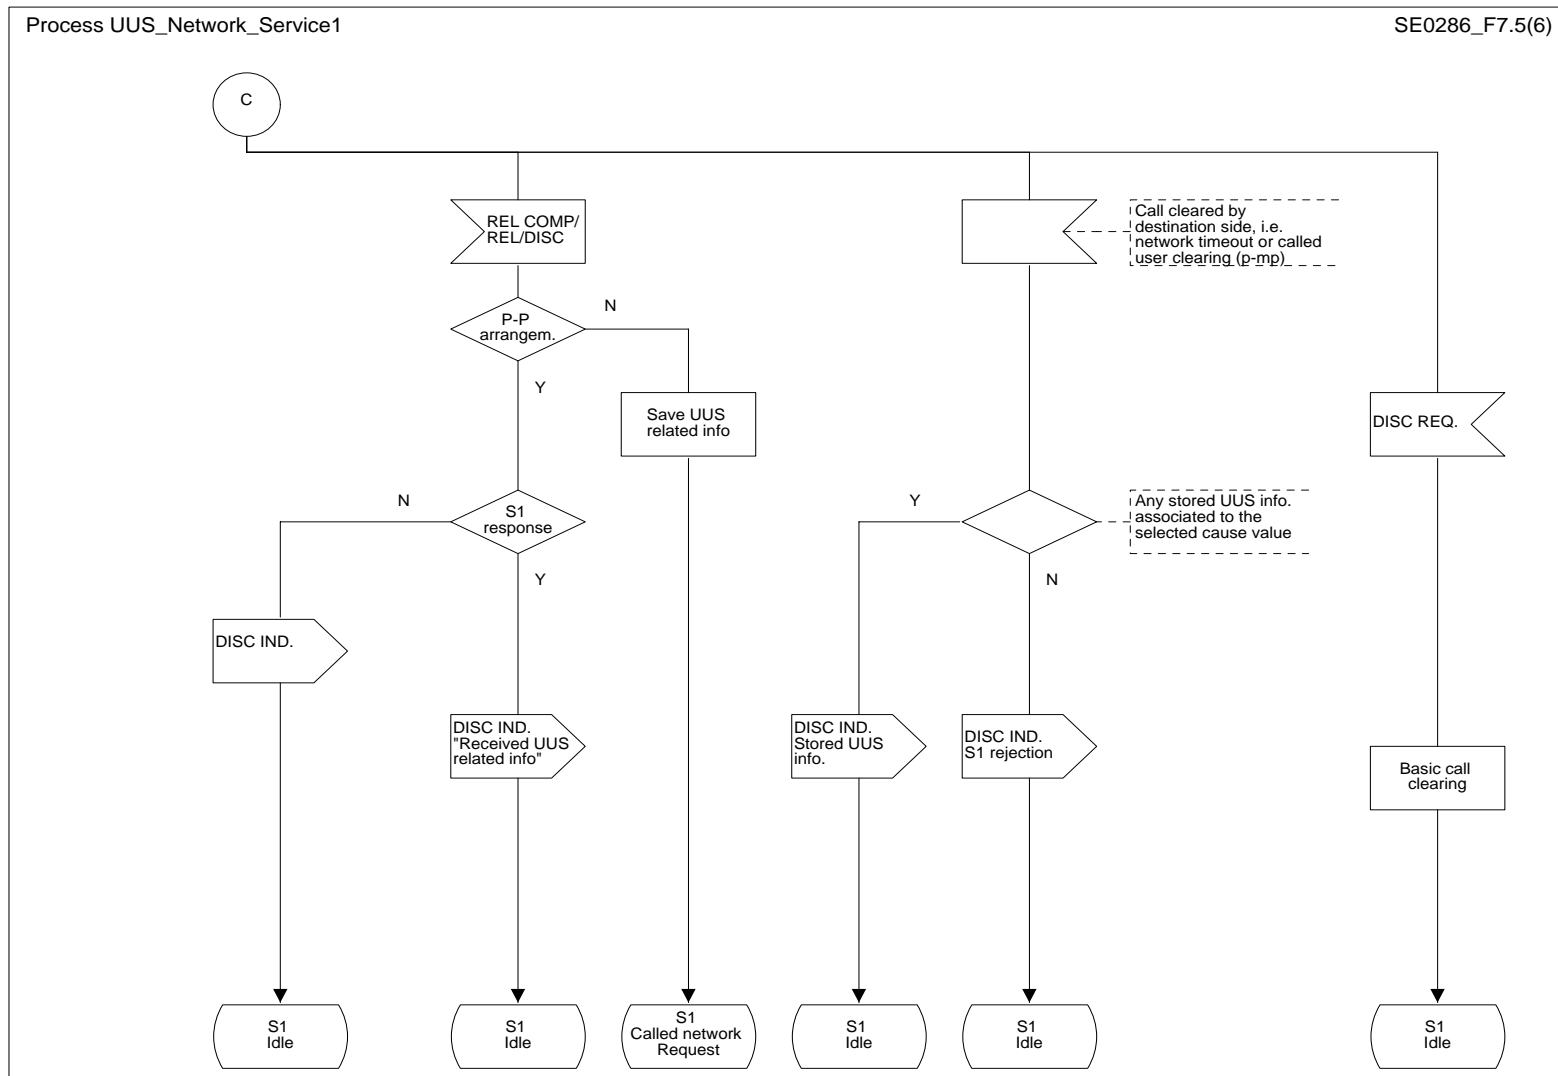 Process UUS_Network_Service1
SE0286_F7.5(6)
C
REL COMP/
REL/DISC
Call cleared by
destination side, i.e.
network timeout or called
user clearing (p-mp)
P-P
arrangem.
N
Y
Save UUS
related info
DISC REQ.
S1
response
N
Y
Y
N
Any stored UUS info.
associated to the
selected cause value
DISC IND.
DISC IND.
"Received UUS
related info"
DISC IND.
Stored UUS
info.
DISC IND.
S1 rejection
Basic call
clearing
S1
Idle
S1
Idle
S1
Called network
Request
S1
Idle
S1
Idle
S1
Idle